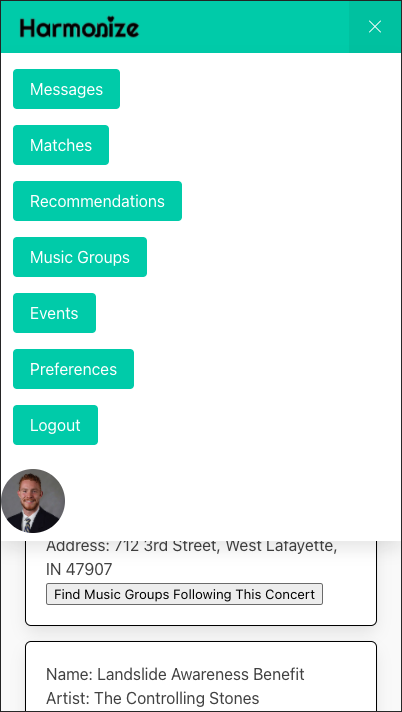 Harmonize
Messages
Matches
Recommendations
Music Groups
Events
Preferences
Logout
Address: 712 3rd Street, West Lafayette,
IN 47907
Find Music Groups Following This Concert
Name: Landslide Awareness Benefit
Artist: The Controlling Stones